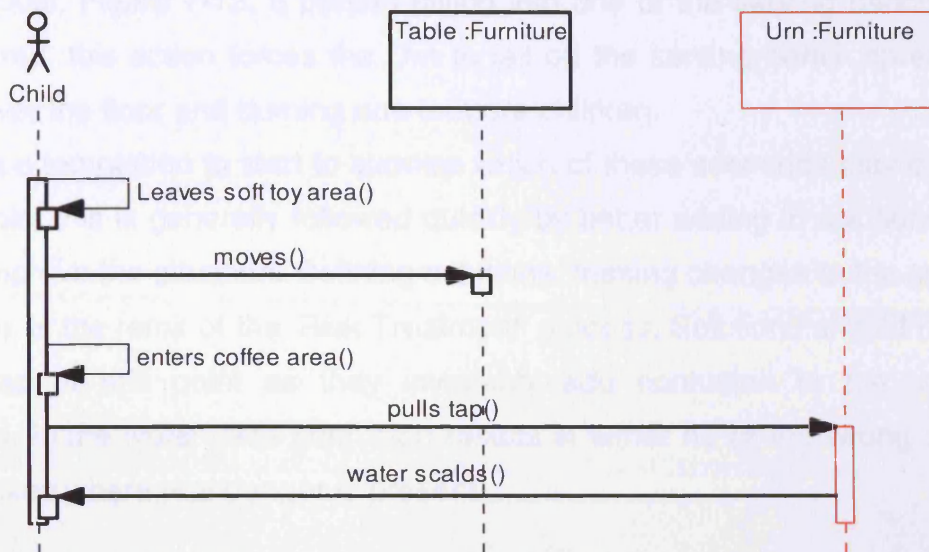 Table :Furniture
Urn :Furniture
Child
Leaves soft toy area()
moves()
enters coffee area()
pulls tap()
water scalds()